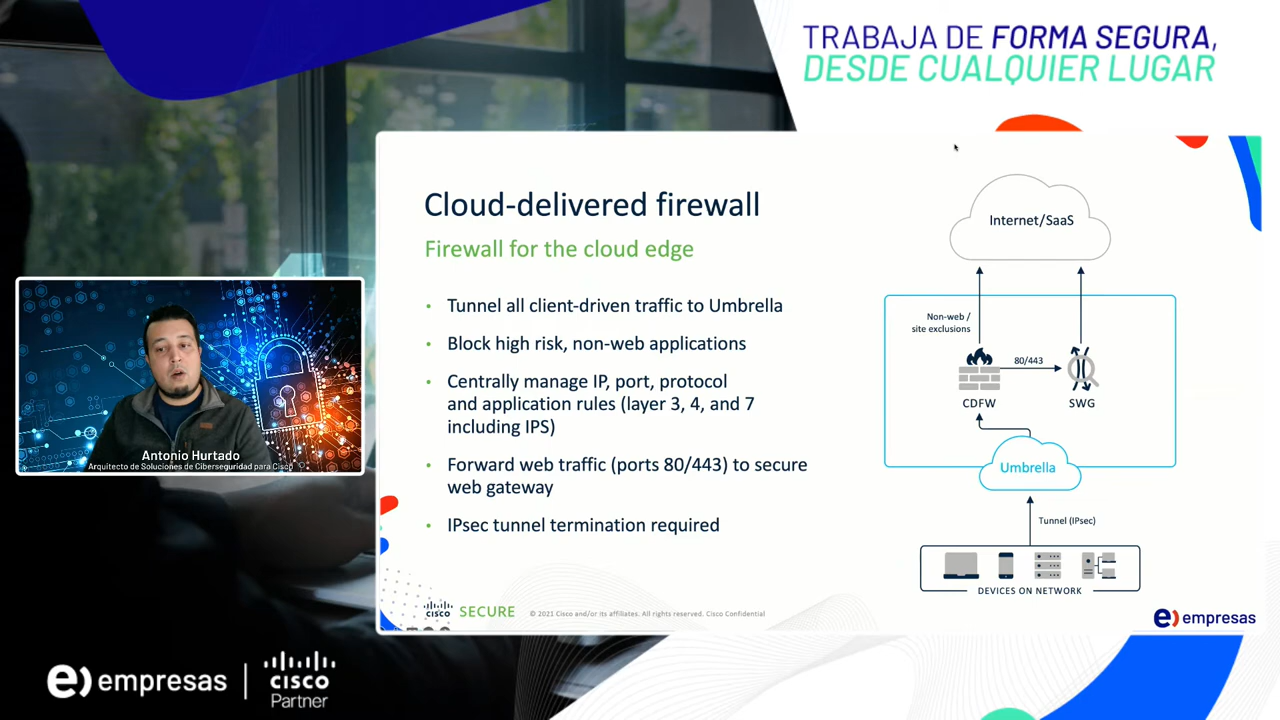 TRABAJA DE FORMA SEGURA,
DESDE CUALQUIER LUGAR
Cloud-delivered firewall
Firewall for the cloud edge
• Tunnel all client-driven traffic to Umbrella
• Block high risk, non-web applications
• Centrally manage IP, port, protocol
and application rules (layer 3, 4, and 7
including IPS)
• Forward web traffic (ports 80/443) to secure
web gateway
• IPsec tunnel termination required
Internet/SaaS
Non-web /
site exclusions
80/443
CDFW
SWG
Umbrella
Tunnel (IPsec)
DEVICES ON NETWORK
Antonio Hurtado
Arquitecto de Soluciones de Ciberseguridad para Cisco
CISCO SECURE
© 2021 Cisco and/or its affiliates. All rights reserved. Cisco Confidential
e) empresas
e) empresas
CISCO
Partner